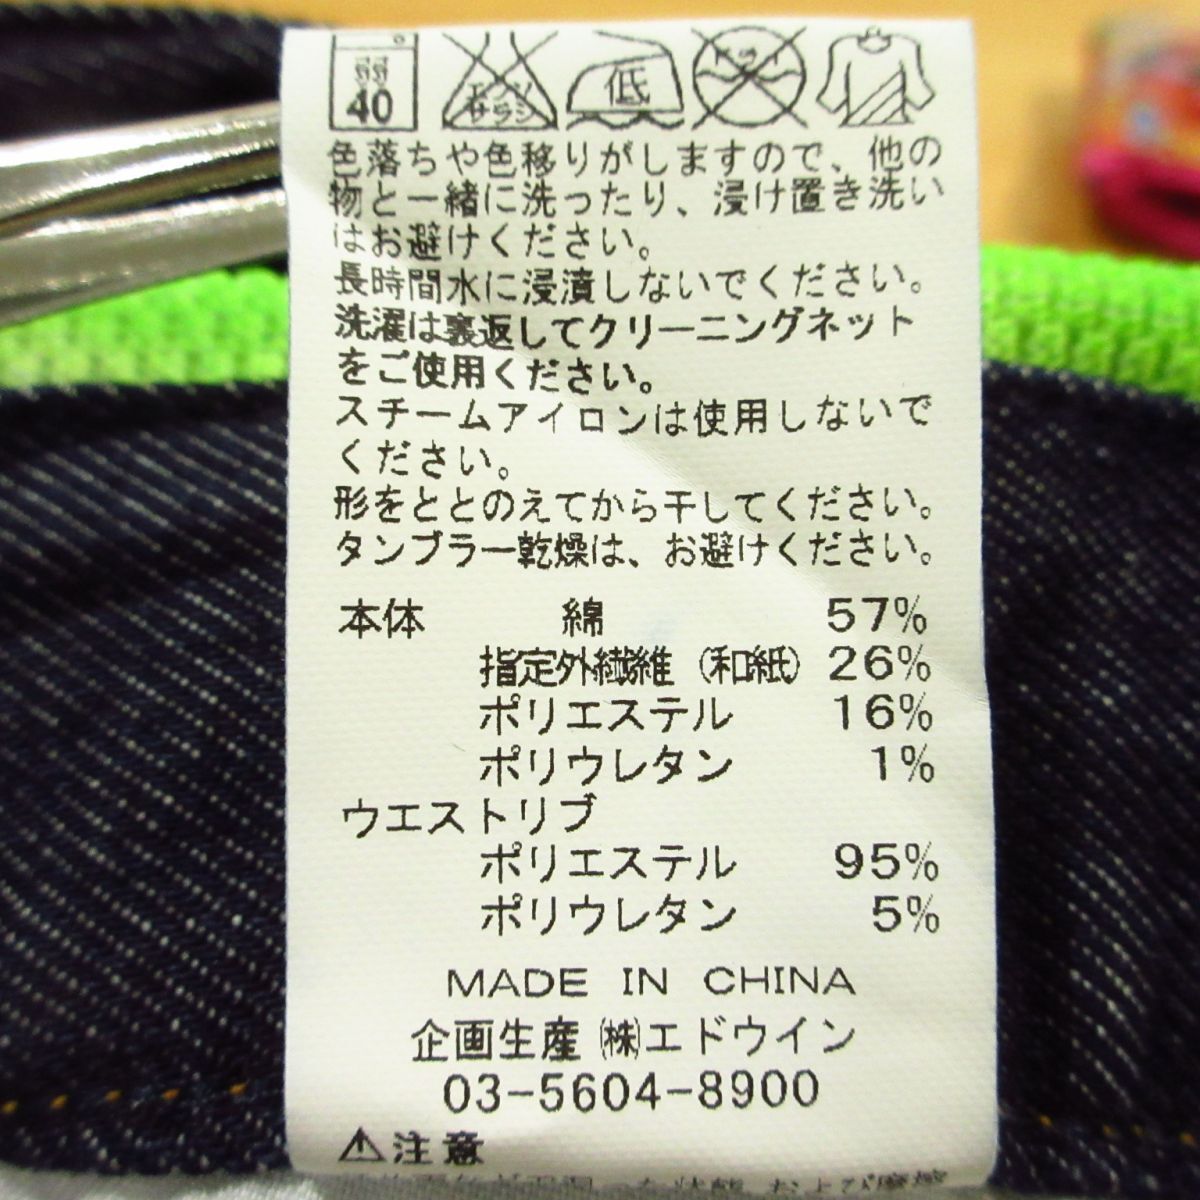 弱
40
エンソ
サラシ
低
ドライ
色落ちや色移りがしますので、他の
物と一緒に洗ったり、浸け置き洗い
はお避けください。
長時間水に浸漬しないでください。
洗濯は裏返してクリーニングネット
をご使用ください。
スチームアイロンは使用しないで
ください。
形をととのえてから干してください。
タンブラー乾燥は、お避けください。
本体 綿 57%
指定外繊維（和紙）26%
ポリエステル 16%
ポリウレタン 1%
ウエストリブ
ポリエステル 95%
ポリウレタン 5%
MADE IN CHINA
企画生産 ㈱エドウイン
03-5604-8900
⚠注意